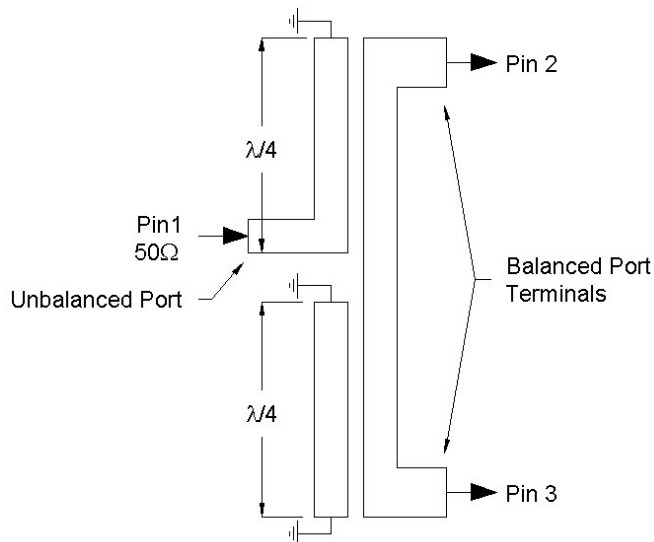 Pin 2
λ/4
Pin1
50Ω
Unbalanced Port
Balanced Port
Terminals
λ/4
Pin 3